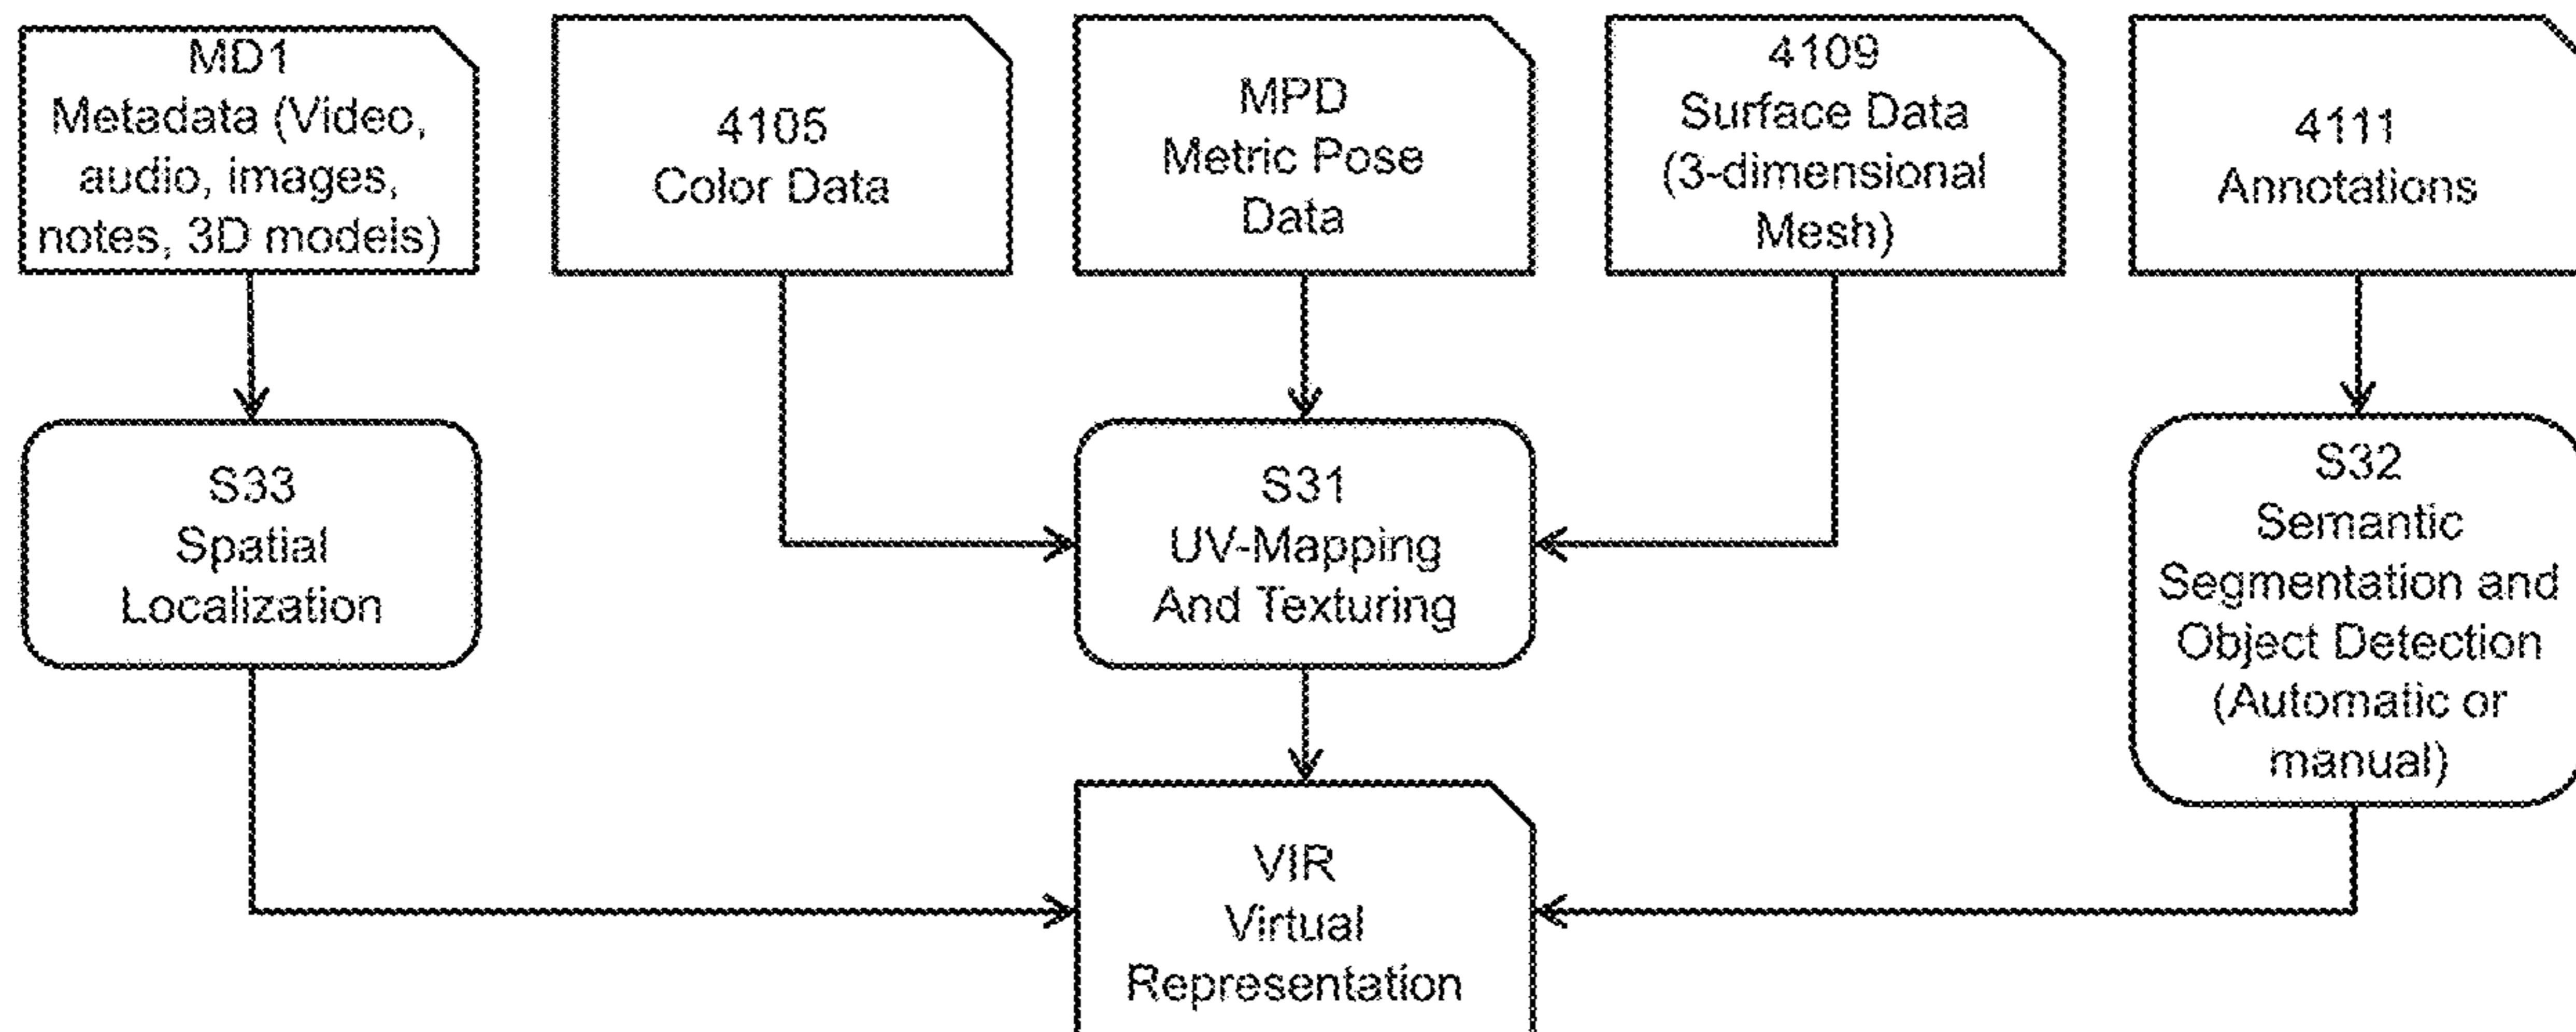 MD1
Metadata (Video,
audio, images,
notes, 3D models)
4105
Color Data
MPD
Metric Pose
Data
4109
Surface Data
(3-dimensional
Mesh)
4111
Annotations
S33
Spatial
Localization
S31
UV-Mapping
And Texturing
S32
Semantic
Segmentation and
Object Detection
(Automatic or
manual)
VIR
Virtual
Representation